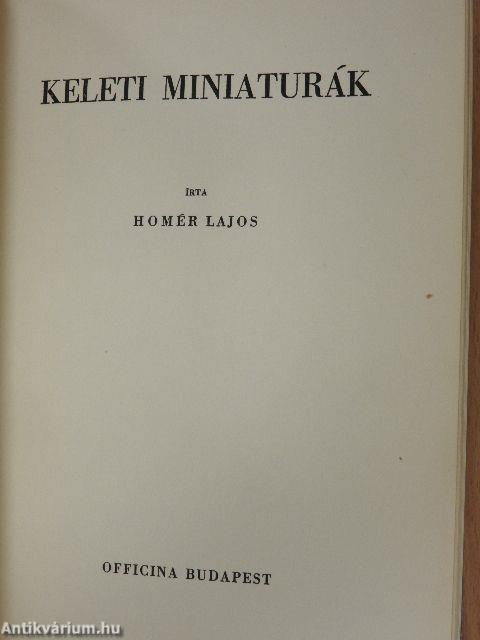 KELETI MINIATURÁK
ÍRTA
HOMÉR LAJOS
OFFICINA BUDAPEST
Antikvárium.hu